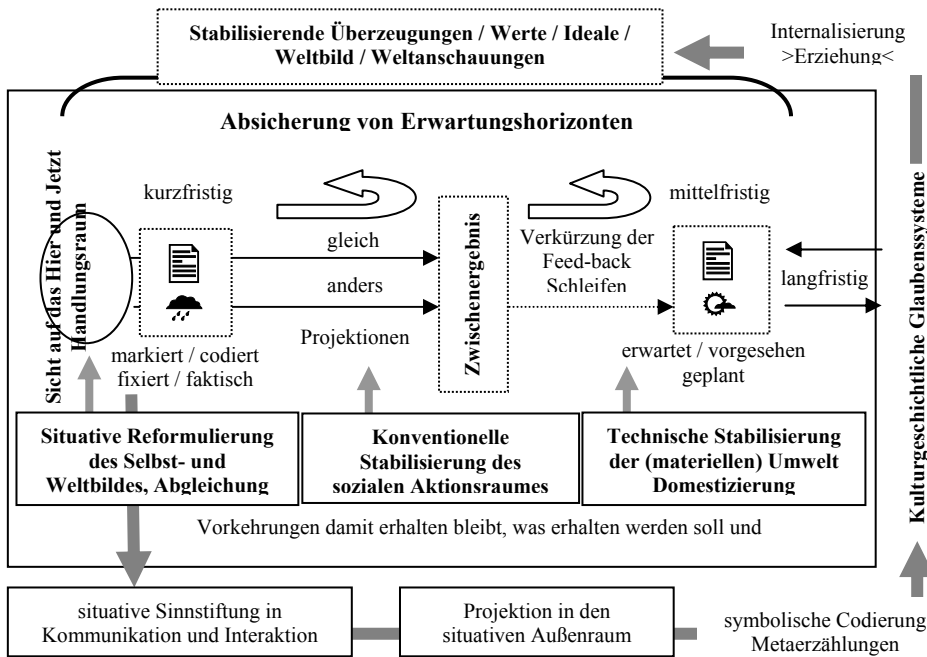 Stabilisierende Überzeugungen / Werte / Ideale /
Weltbild / Weltanschauungen
Internalisierung
>Erziehung<
Absicherung von Erwartungshorizonten
Sicht auf das Hier und Jetzt
Handlungsraum
kurzfristig
gleich
anders
Projektionen
markiert / codiert
fixiert / faktisch
Zwischenergebnis
mittelfristig
Verkürzung der
Feed-back
Schleifen
erwartet / vorgesehen
geplant
langfristig
Kulturgeschichtliche Glaubenssysteme
Situative Reformulierung
des Selbst- und
Weltbildes, Abgleichung
Konventionelle
Stabilisierung des
sozialen Aktionsraumes
Technische Stabilisierung
der (materiellen) Umwelt
Domestizierung
Vorkehrungen damit erhalten bleibt, was erhalten werden soll und
situative Sinnstiftung in
Kommunikation und Interaktion
Projektion in den
situativen Außenraum
symbolische Codierung
Metaerzählungen